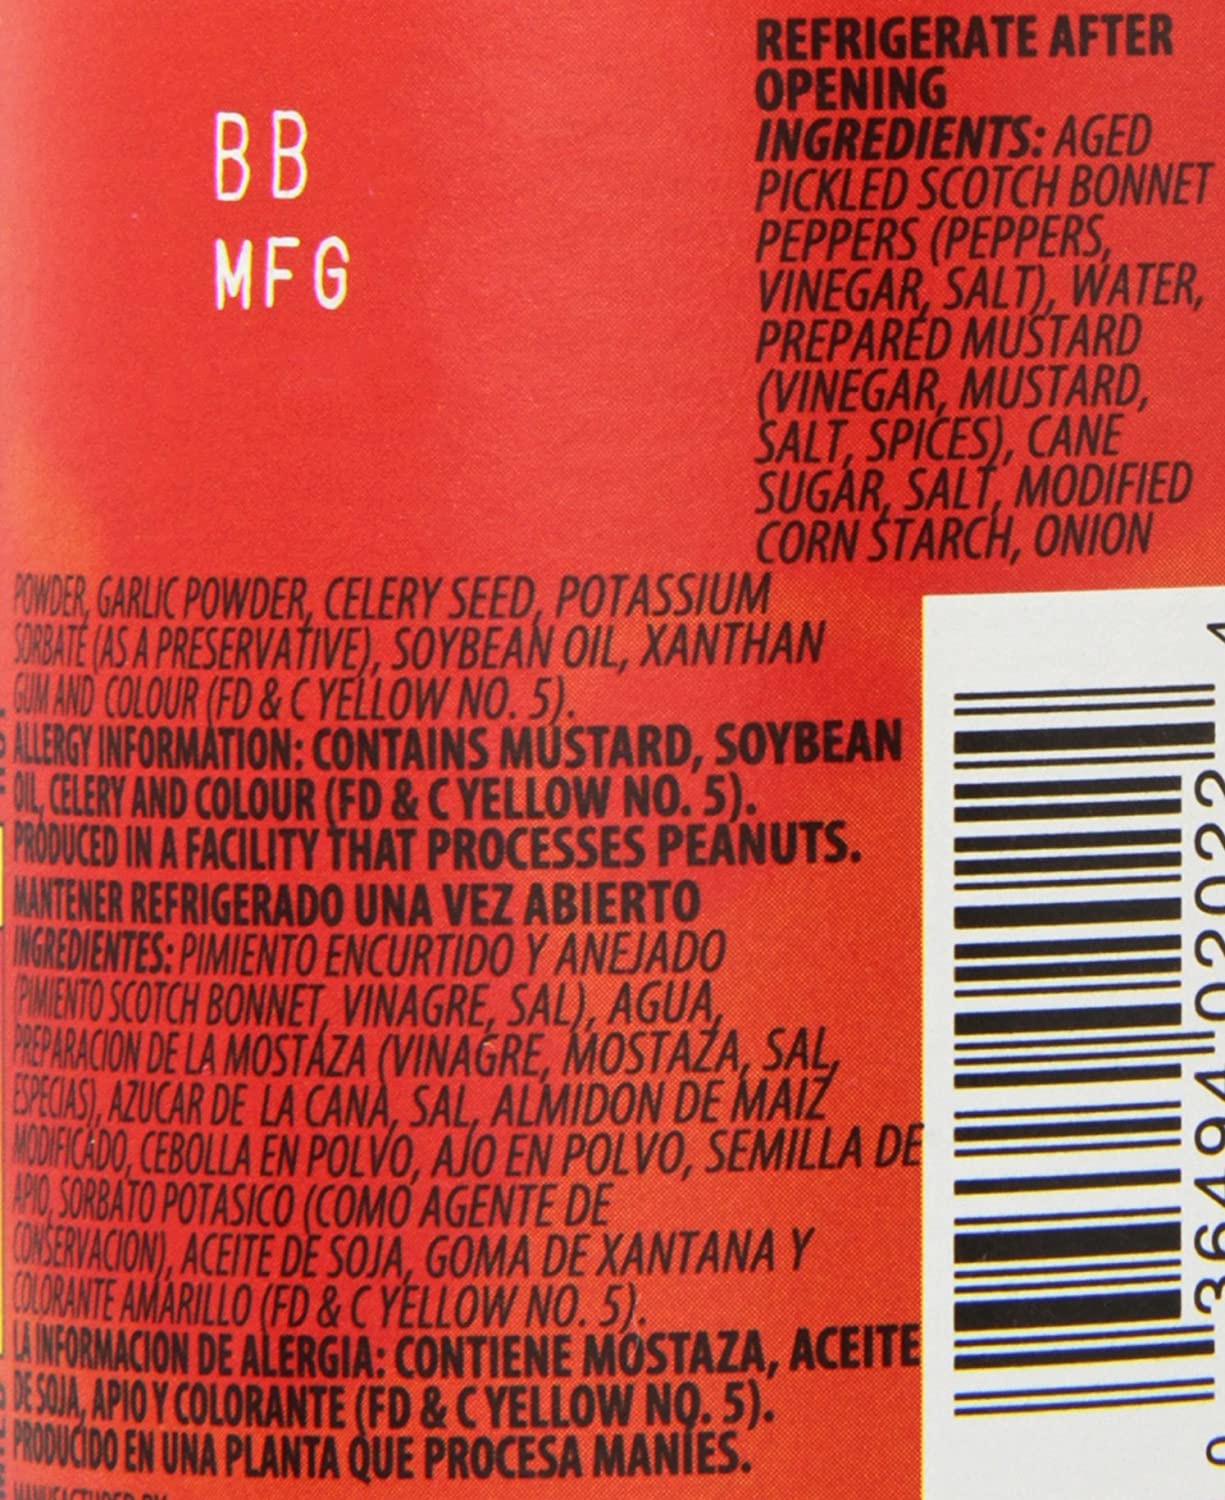 BB
MFG
REFRIGERATE AFTER
OPENING
INGREDIENTS: AGED
PICKLED SCOTCH BONNET
PEPPERS (PEPPERS,
VINEGAR, SALT), WATER,
PREPARED MUSTARD
(VINEGAR, MUSTARD,
SALT, SPICES), CANE
SUGAR, SALT, MODIFIED
CORN STARCH, ONION
POWDER, GARLIC POWDER, CELERY SEED, POTASSIUM
SORBATE (AS A PRESERVATIVE), SOYBEAN OIL, XANTHAN
GUM AND COLOUR (FD & C YELLOW NO. 5).
ALLERGY INFORMATION: CONTAINS MUSTARD, SOYBEAN
OIL, CELERY AND COLOUR (FD & C YELLOW NO. 5).
PRODUCED IN A FACILITY THAT PROCESSES PEANUTS.
MANTENER REFRIGERADO UNA VEZ ABIERTO
INGREDIENTES: PIMIENTO ENCURTIDO Y ANEJADO
(PIMIENTO SCOTCH BONNET, VINAGRE, SAL), AGUA,
PREPARACION DE LA MOSTAZA (VINAGRE, MOSTAZA, SAL,
ESPECIAS), AZUCAR DE LA CANA, SAL, ALMIDON DE MAIZ
MODIFICADO, CEBOLLA EN POLVO, AJO EN POLVO, SEMILLA DE
APIO, SORBATO POTASICO (COMO AGENTE DE
CONSERVACION), ACEITE DE SOJA, GOMA DE XANTANA Y
COLORANTE AMARILLO (FD & C YELLOW NO. 5).
LA INFORMACION DE ALERGIA: CONTIENE MOSTAZA, ACEITE
DE SOJA, APIO Y COLORANTE (FD & C YELLOW NO. 5).
PRODUCIDO EN UNA PLANTA QUE PROCESA MANIES.
MANUFACTURED BY
0 36494 02022 4